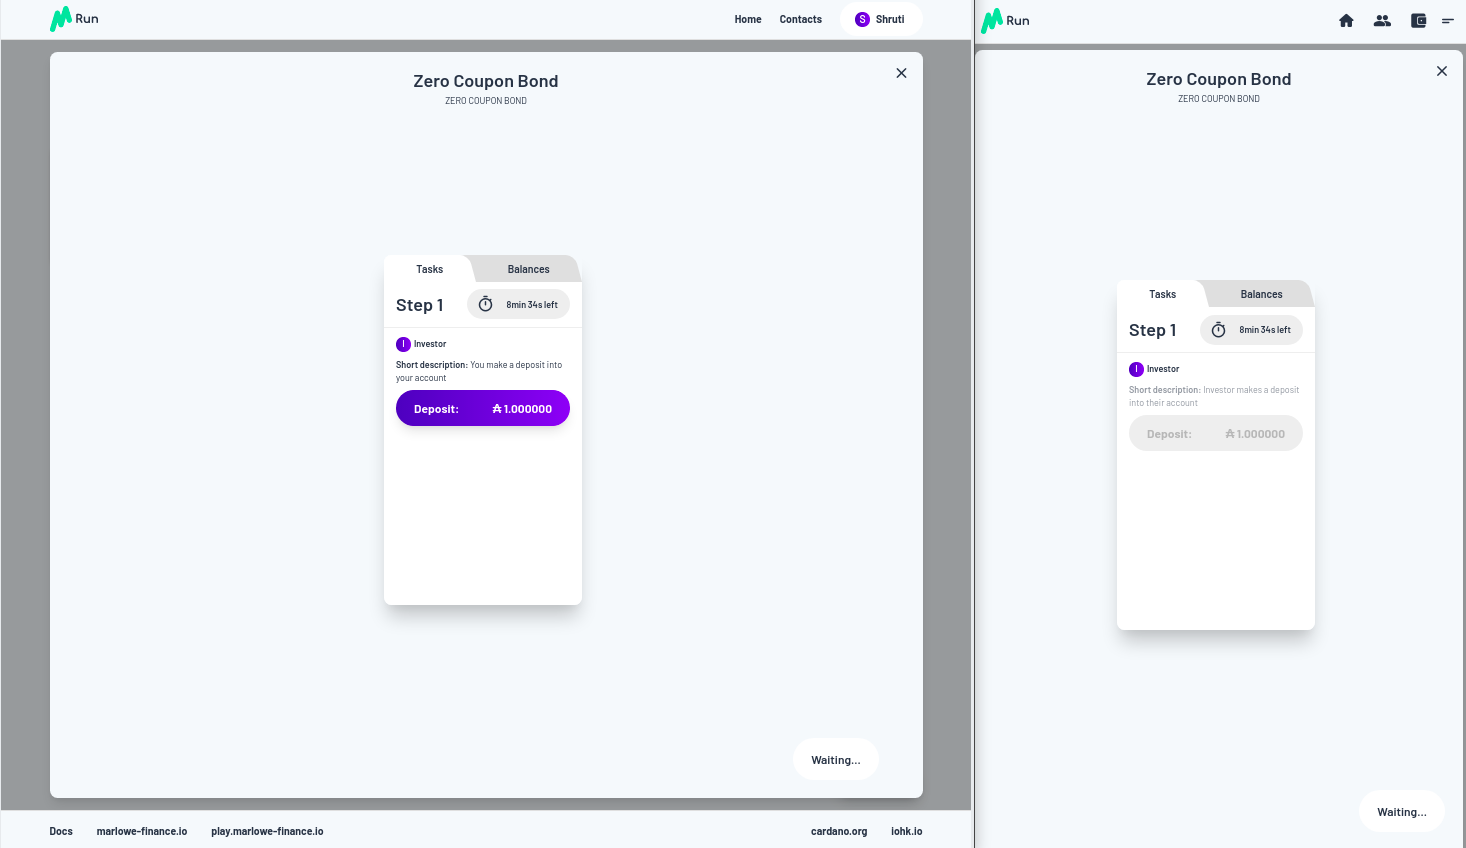 Run
Home
Contacts
S
Shruti
Zero Coupon Bond
ZERO COUPON BOND
Tasks
Balances
Step 1
8min 34s left
I
Investor
Short description: You make a deposit into
your account
Deposit:
₳ 1.000000
Waiting...
Docs
marlowe-finance.io
play.marlowe-finance.io
cardano.org
iohk.io
Run
Zero Coupon Bond
ZERO COUPON BOND
Tasks
Balances
Step 1
8min 34s left
I
Investor
Short description: Investor makes a deposit
into their account
Deposit:
₳ 1.000000
Waiting...